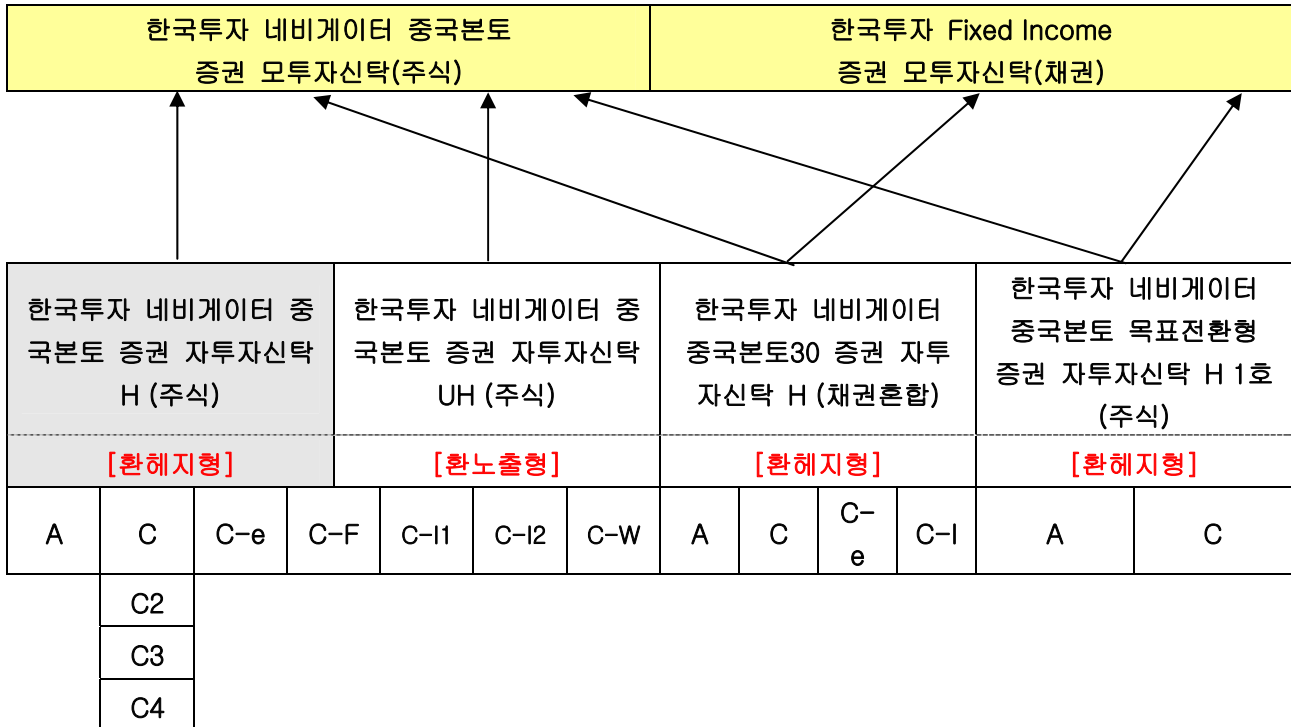 한국투자 네비게이터 중국본토
증권 모투자신탁(주식)
한국투자 Fixed Income
증권 모투자신탁(채권)
한국투자 네비게이터 중
국본토 증권 자투자신탁
H (주식)
한국투자 네비게이터 중
국본토 증권 자투자신탁
UH (주식)
한국투자 네비게이터
중국본토30 증권 자투
자신탁 H (채권혼합)
한국투자 네비게이터
중국본토 목표전환형
증권 자투자신탁 H 1호
(주식)
[환헤지형]
[환노출형]
[환헤지형]
[환헤지형]
A
C
C-e
C-F
C-I1
C-I2
C-W
A
C
C-
e
C-I
A
C
C2
C3
C4